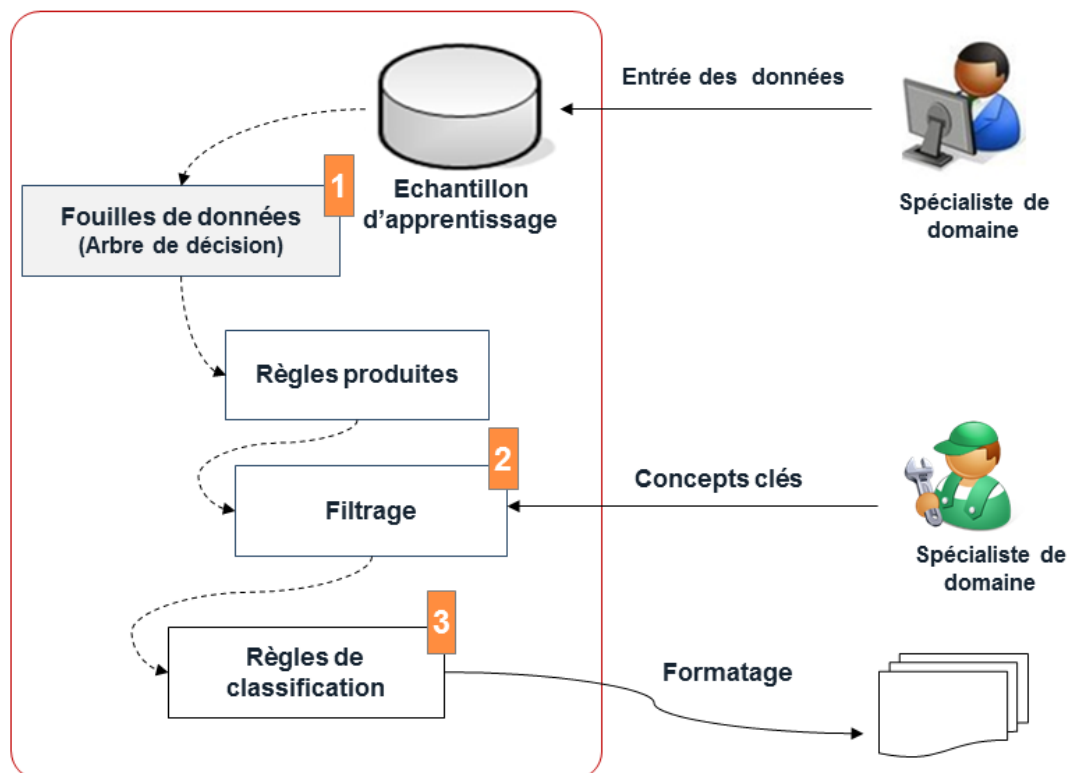 Entrée des données
Echantillon
d'apprentissage
Spécialiste de
domaine
1
Fouilles de données
(Arbre de décision)
Règles produites
2
Filtrage
Concepts clés
Spécialiste de
domaine
3
Règles de
classification
Formatage